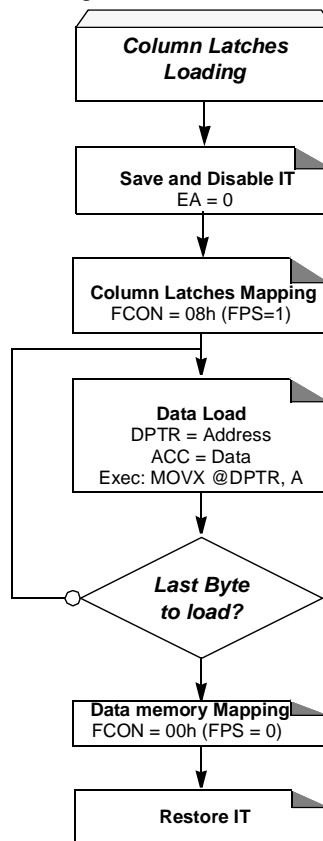 Column Latches
Loading
Save and Disable IT
EA = 0
Column Latches Mapping
FCON = 08h (FPS=1)
Data Load
DPTR = Address
ACC = Data
Exec: MOVX @DPTR, A
Last Byte
to load?
Data memory Mapping
FCON = 00h (FPS = 0)
Restore IT